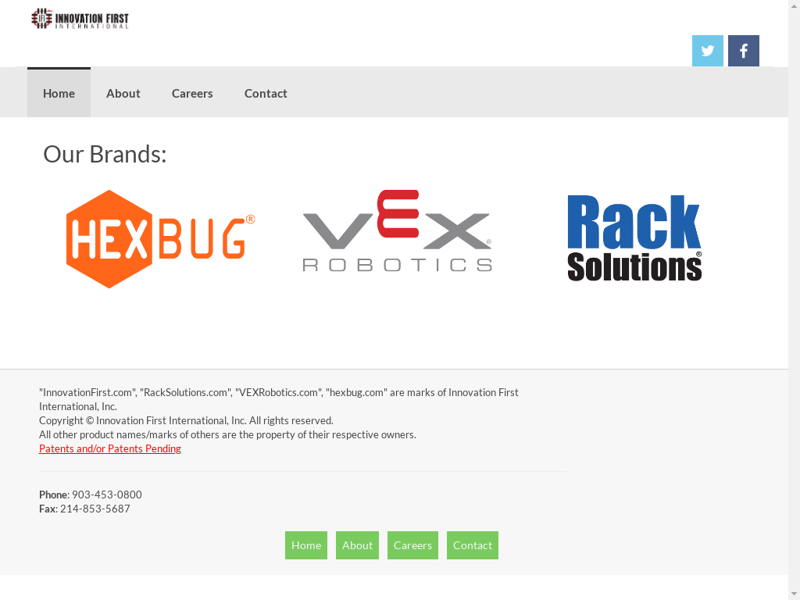 INNOVATION FIRST
INTERNATIONAL
Home About Careers Contact
Our Brands:
HEXBUG®
VEX®
ROBOTICS
Rack
Solutions®
"InnovationFirst.com", "RackSolutions.com", "VEXRobotics.com", "hexbug.com" are marks of Innovation First
International, Inc.
Copyright © Innovation First International, Inc. All rights reserved.
All other product names/marks of others are the property of their respective owners.
Patents and/or Patents Pending
Phone: 903-453-0800
Fax: 214-853-5687
Home About Careers Contact